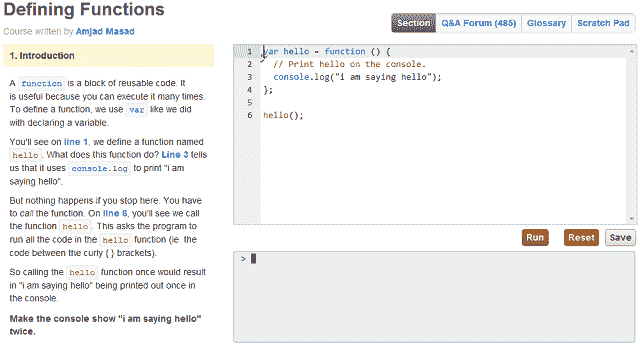 Defining Functions
Course written by Amjad Masad
Section
Q&A Forum (485)
Glossary
Scratch Pad
1. Introduction
A function is a block of reusable code. It
is useful because you can execute it many times.
To define a function, we use var like we did
with declaring a variable.
You'll see on line 1, we define a function named
hello. What does this function do? Line 3 tells
us that it uses console.log to print "i am
saying hello".
But nothing happens if you stop here. You have
to call the function. On line 6, you'll see we call
the function hello. This asks the program to
run all the code in the hello function (ie. the
code between the curly { } brackets).
So calling the hello function once would result
in "i am saying hello" being printed out once in
the console.
Make the console show "i am saying hello"
twice.
1 var hello = function () {
2 // Print hello on the console.
3 console.log("i am saying hello");
4 };
5
6 hello();
Run
Reset
Save
>